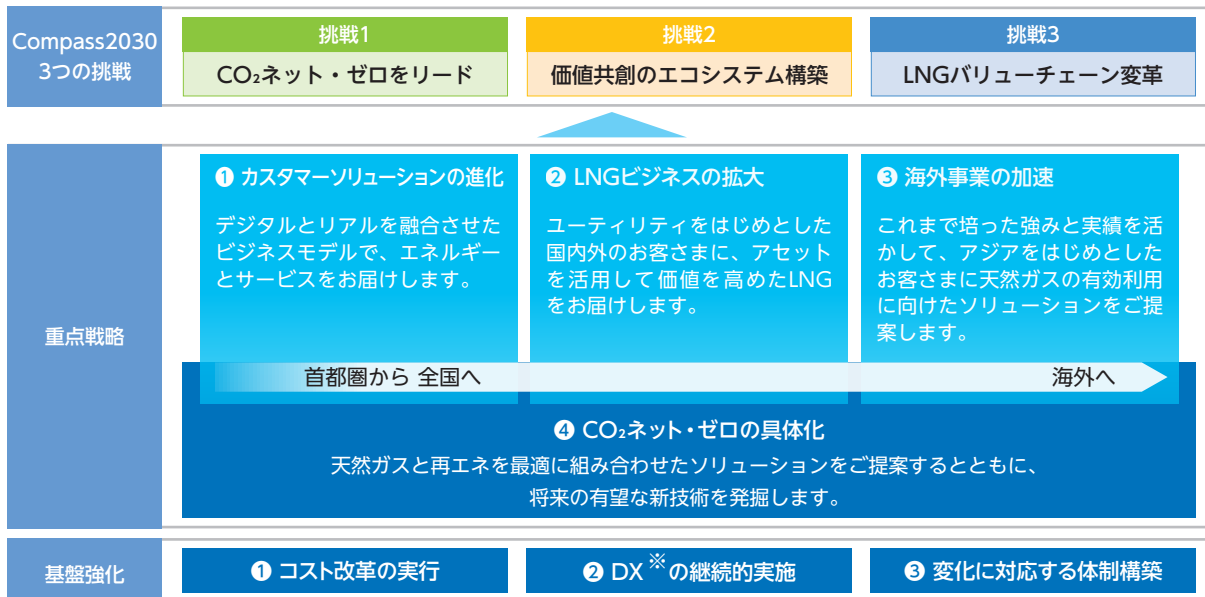 Compass2030
3つの挑戦
挑戦1
CO₂ネット・ゼロをリード
挑戦2
価値共創のエコシステム構築
挑戦3
LNGバリューチェーン変革
重点戦略
❶ カスタマーソリューションの進化
デジタルとリアルを融合させた
ビジネスモデルで、エネルギー
とサービスをお届けします。
❷ LNGビジネスの拡大
ユーティリティをはじめとした
国内外のお客さまに、アセット
を活用して価値を高めたLNG
をお届けします。
❸ 海外事業の加速
これまで培った強みと実績を活
かして、アジアをはじめとした
お客さまに天然ガスの有効利用
に向けたソリューションをご提
案します。
首都圏から 全国へ
海外へ
❹ CO₂ネット・ゼロの具体化
天然ガスと再エネを最適に組み合わせたソリューションをご提案するとともに、
将来の有望な新技術を発掘します。
基盤強化
❶ コスト改革の実行
❷ DX※の継続的実施
❸ 変化に対応する体制構築